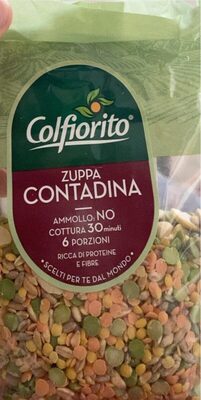 Colfiorito®
ZUPPA
CONTADINA
AMMOLLO: NO
COTTURA 30 minuti
6 PORZIONI
RICCA DI PROTEINE
E FIBRE
• SCELTI PER TE DAL MONDO •